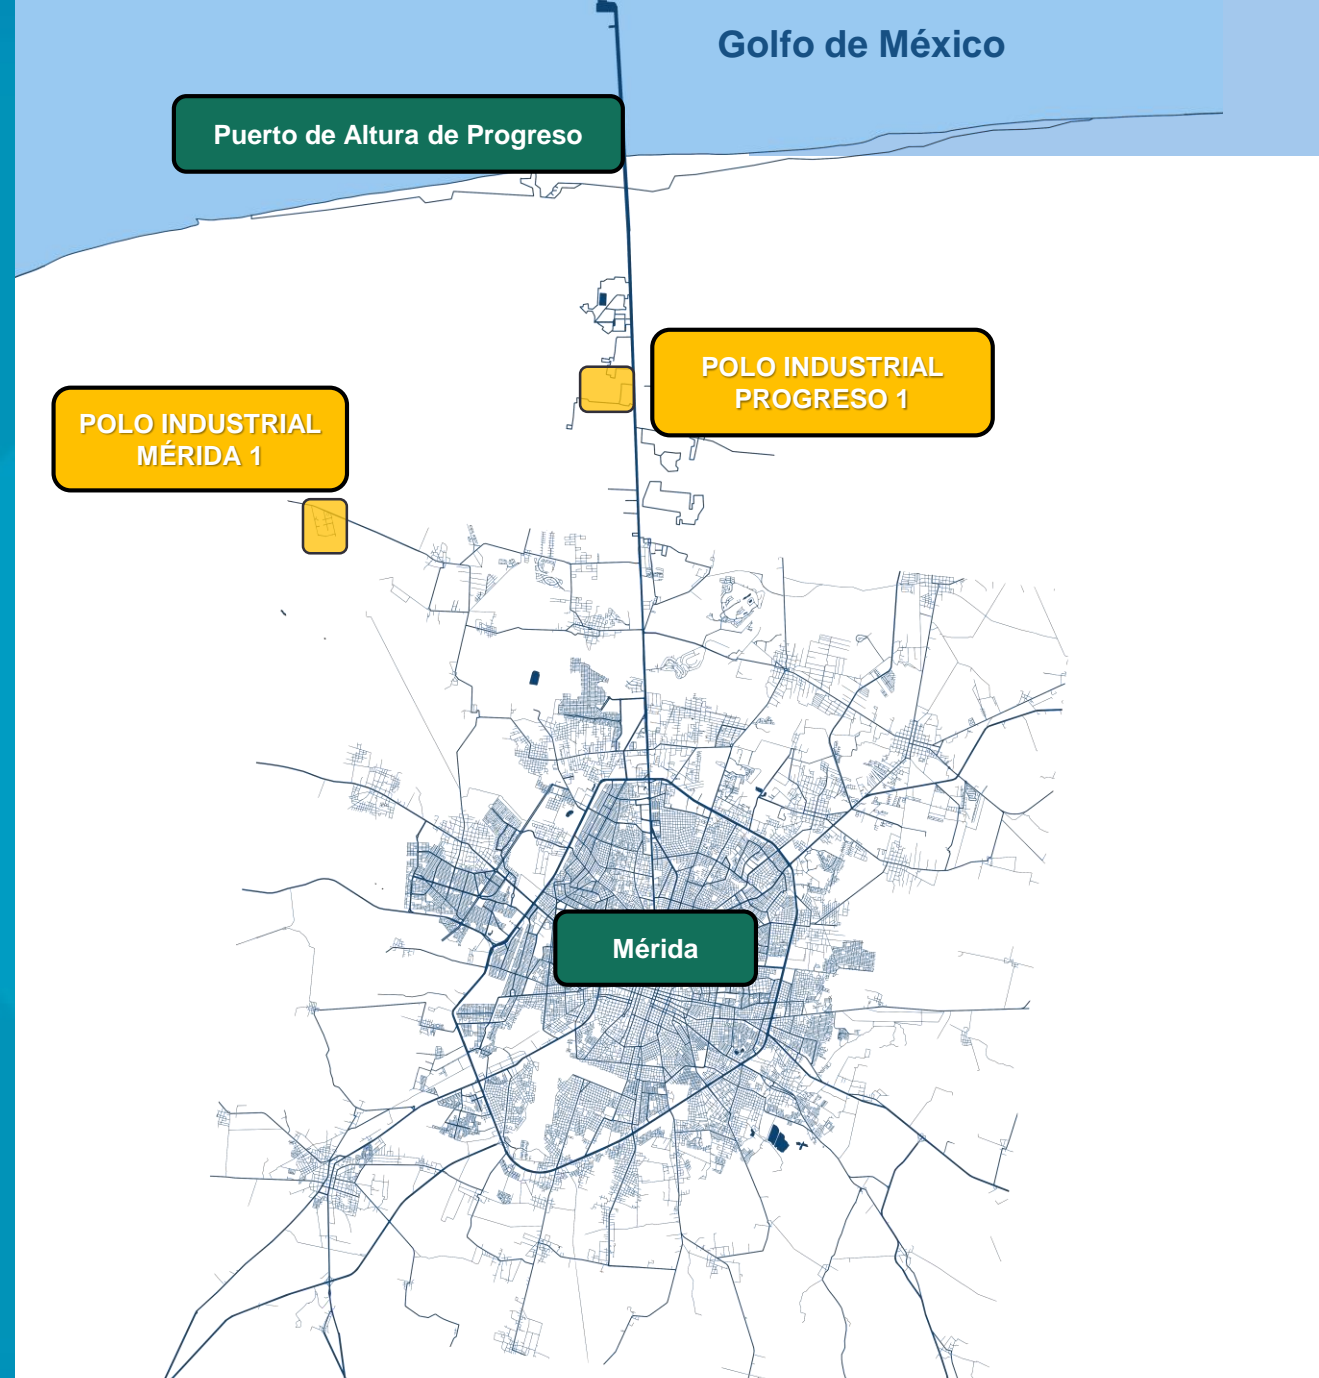 Golfo de México
Puerto de Altura de Progreso
POLO INDUSTRIAL
PROGRESO 1
POLO INDUSTRIAL
MÉRIDA 1
Mérida